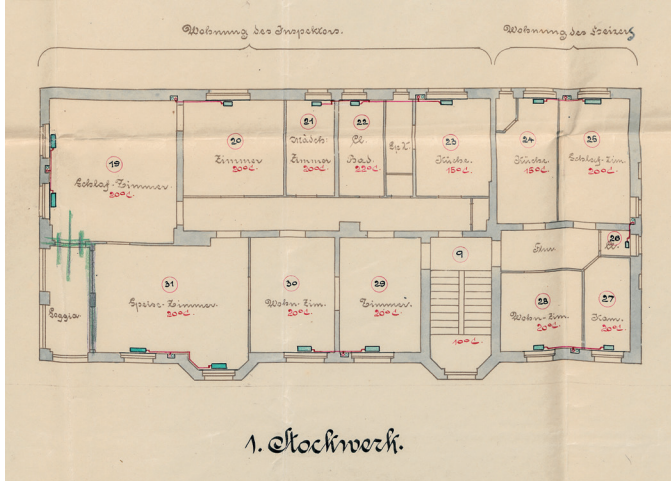 Wohnung des Inspektors.
Wohnung des Heizers
19
Schlaf-Zimmer
20°C.
20
Zimmer
20°C.
21
Mädch.
Zimmer
20°C.
22
Cl.
Bad.
22°C.
Sp.K.
23
Küche.
15°C.
24
Küche
15°C.
25
Schlaf-Zim.
20°C.
26
Cl.
Flur
9
10°C.
27
Kam.
20°C.
28
Wohn-Zim.
20°C.
29
Zimmer.
20°C.
30
Wohn-Zim.
20°C.
31
Speise-Zimmer.
20°C.
Loggia
1. Stockwerk.